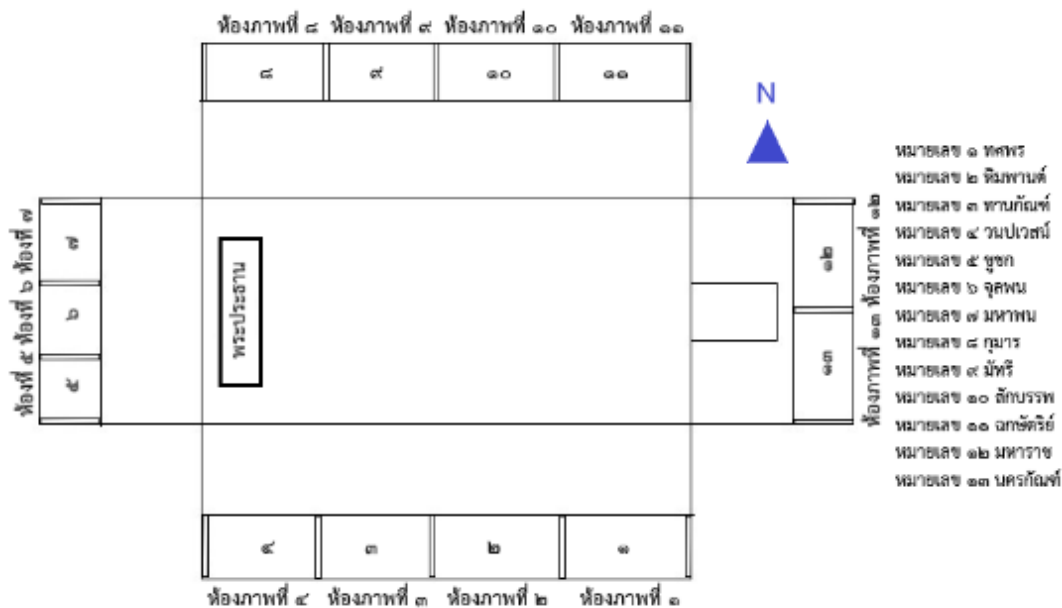 ห้องภาพที่ ๘ ห้องภาพที่ ๙ ห้องภาพที่ ๑๐ ห้องภาพที่ ๑๑
๘ ๙ ๑๐ ๑๑
N
ห้องที่ ๕ ห้องที่ ๖ ห้องที่ ๗
๗
๖
๕
พระประธาน
๑๒
๑๓
ห้องภาพที่ ๑๓ ห้องภาพที่ ๑๒
หมายเลข ๑ ทศพร
หมายเลข ๒ หิมพานต์
หมายเลข ๓ ทานกัณฑ์
หมายเลข ๔ วนปเวสน์
หมายเลข ๕ ชูชก
หมายเลข ๖ จุลพน
หมายเลข ๗ มหาพน
หมายเลข ๘ กุมาร
หมายเลข ๙ มัทรี
หมายเลข ๑๐ สักบรรพ
หมายเลข ๑๑ ฉกษัตริย์
หมายเลข ๑๒ มหาราช
หมายเลข ๑๓ นครกัณฑ์
๔ ๓ ๒ ๑
ห้องภาพที่ ๔ ห้องภาพที่ ๓ ห้องภาพที่ ๒ ห้องภาพที่ ๑